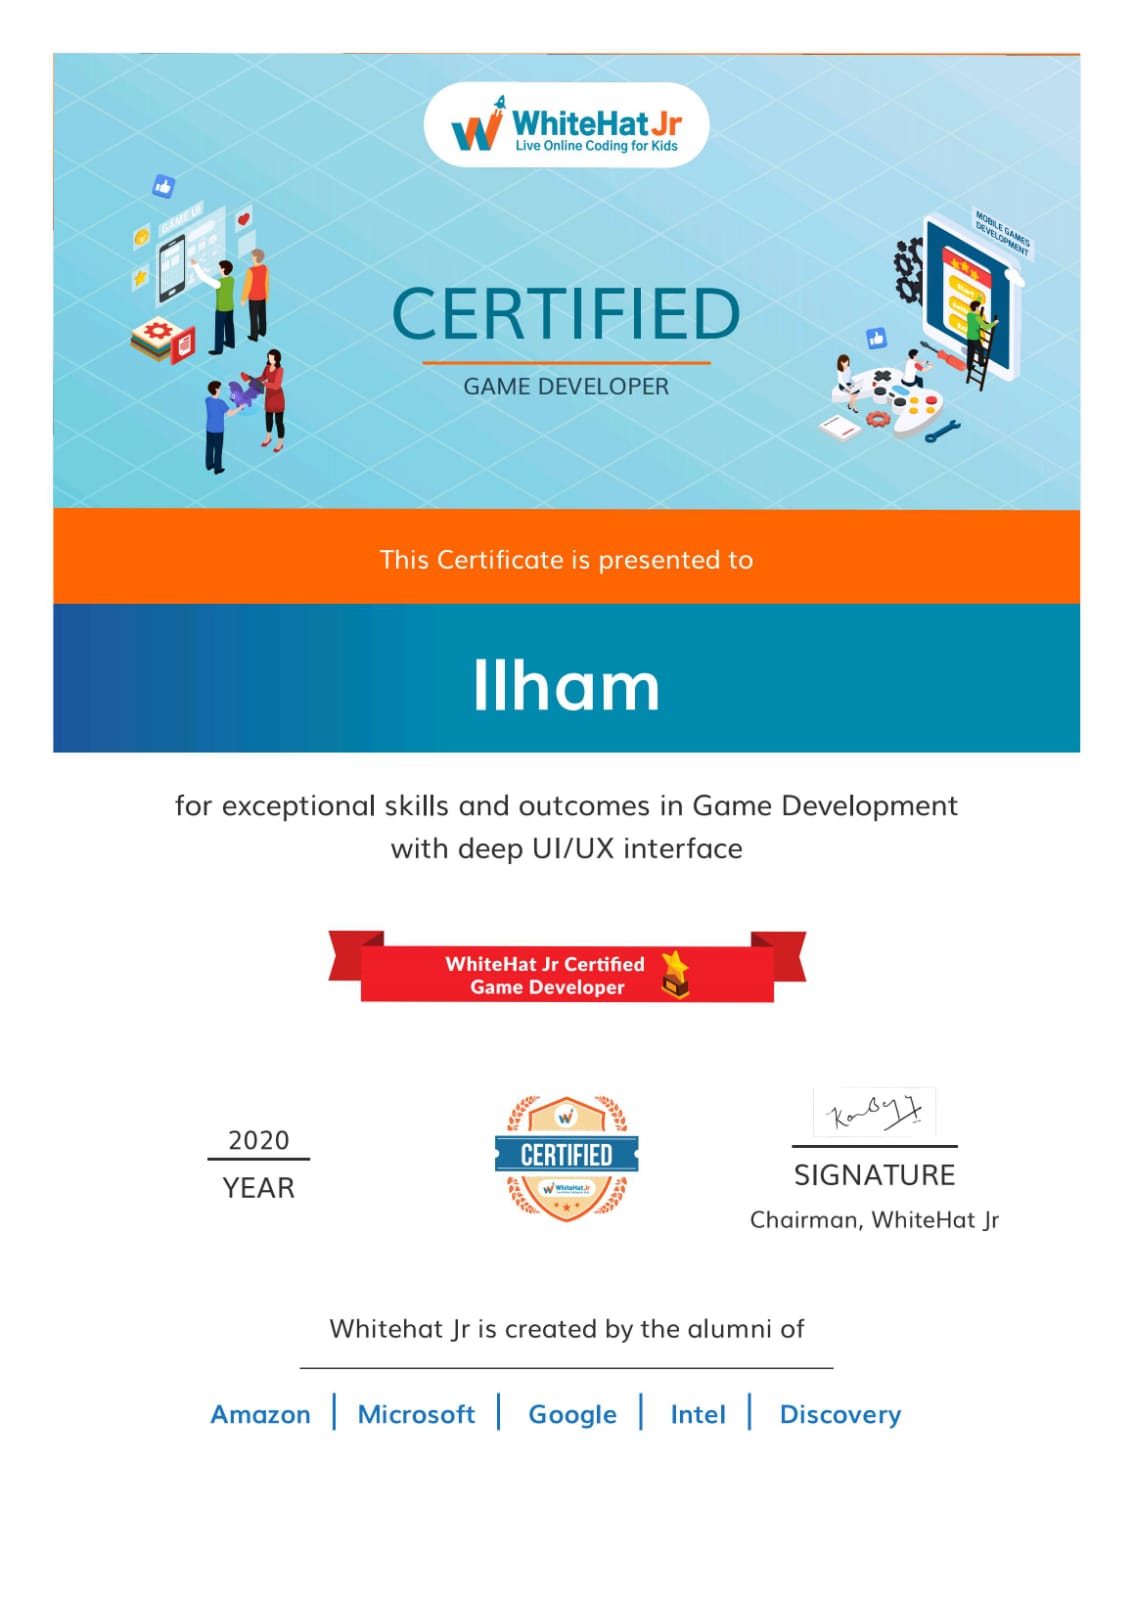 WhiteHat Jr
Live Online Coding for Kids
GAME UI
MOBILE GAMES
DEVELOPMENT
Start
CERTIFIED
GAME DEVELOPER
This Certificate is presented to
Ilham
for exceptional skills and outcomes in Game Development
with deep UI/UX interface
WhiteHat Jr Certified
Game Developer
2020
YEAR
CERTIFIED
WhiteHat Jr
SIGNATURE
Chairman, WhiteHat Jr
Whitehat Jr is created by the alumni of
Amazon | Microsoft | Google | Intel | Discovery